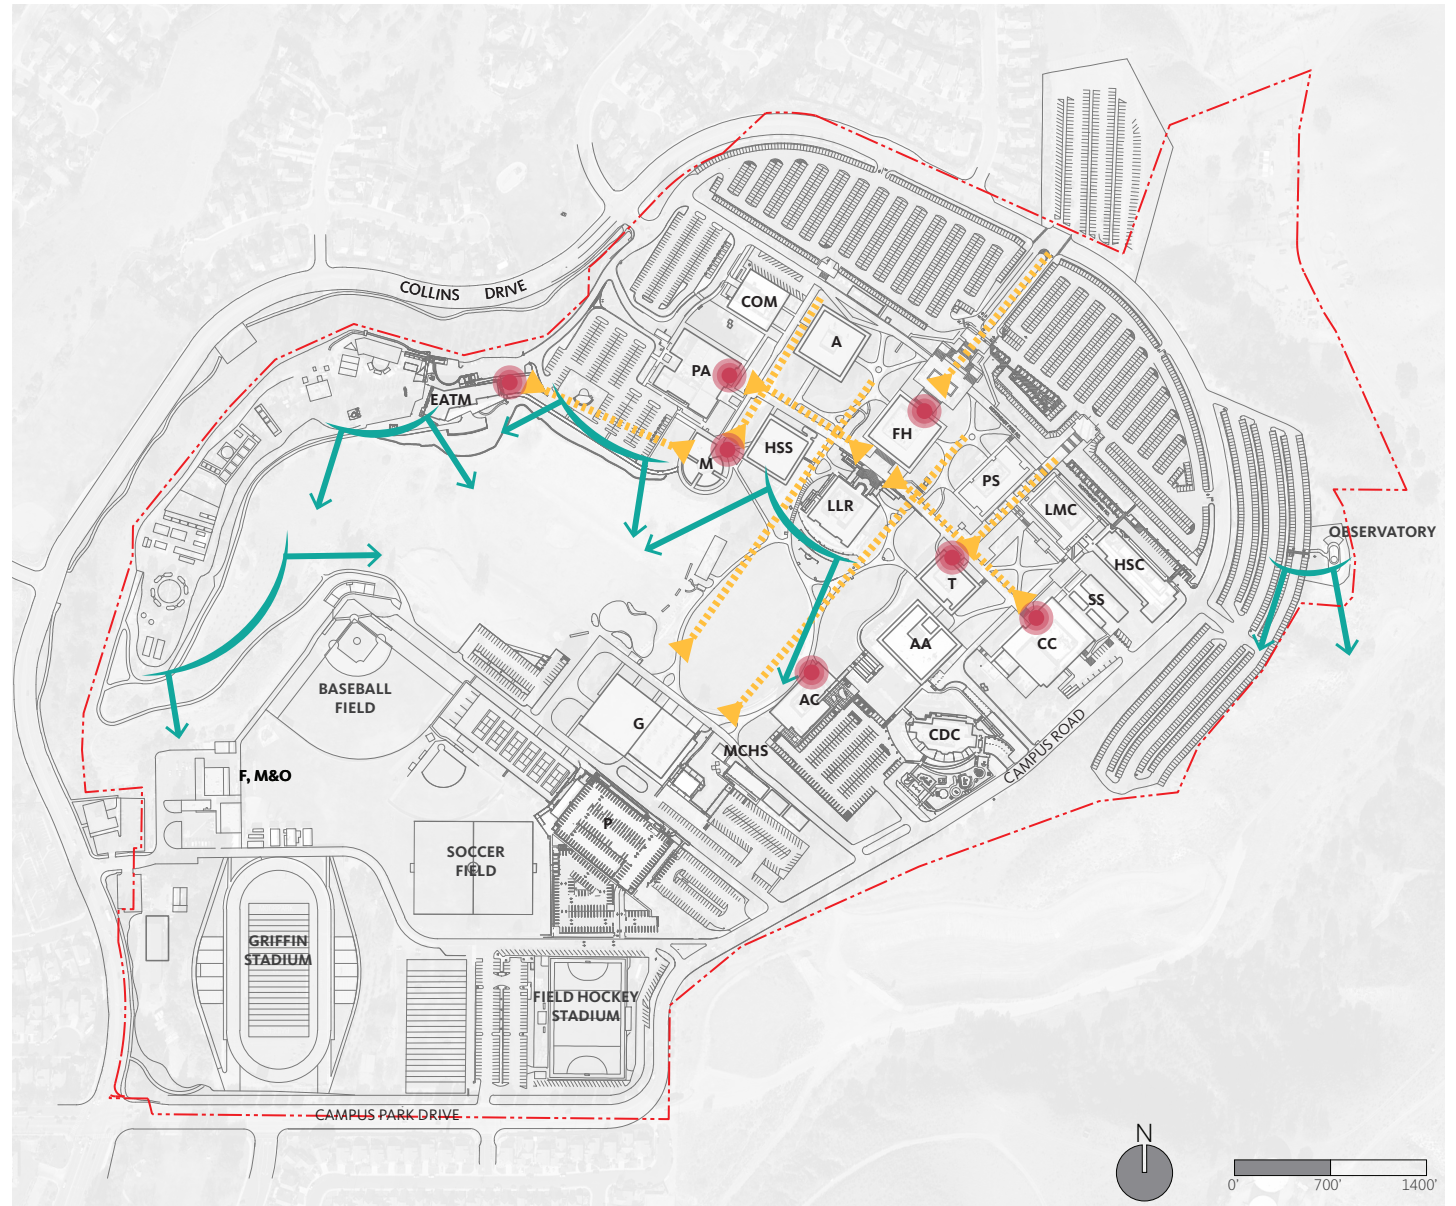 COLLINS DRIVE
COM
A
PA
EATM
FH
HSS
M
PS
LLR
LMC
OBSERVATORY
HSC
T
SS
AA
CC
BASEBALL
FIELD
AC
G
CDC
MCHS
CAMPUS ROAD
F, M&O
P
SOCCER
FIELD
GRIFFIN
STADIUM
FIELD HOCKEY
STADIUM
CAMPUS PARK DRIVE
N
0' 700' 1400'